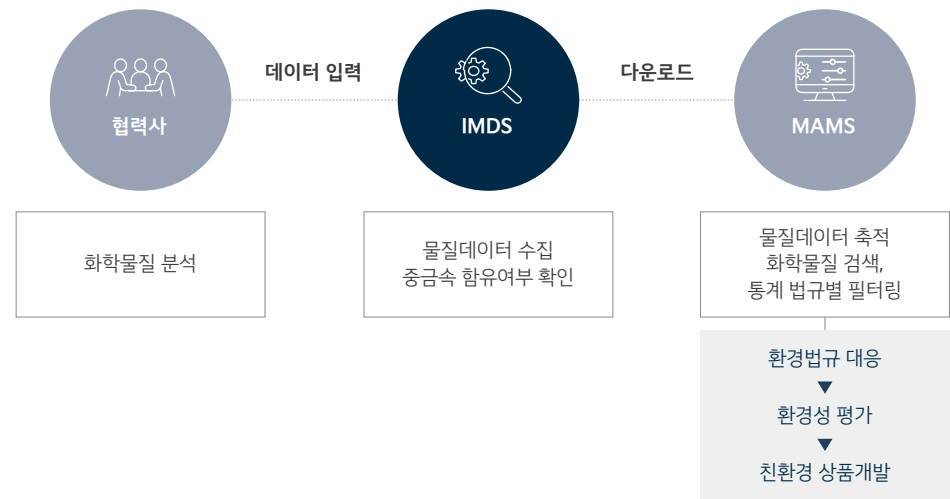 데이터 입력
다운로드
협력사
IMDS
MAMS
화학물질 분석
물질데이터 수집
중금속 함유여부 확인
물질데이터 축적
화학물질 검색,
통계 법규별 필터링
환경법규 대응
▼
환경성 평가
▼
친환경 상품개발